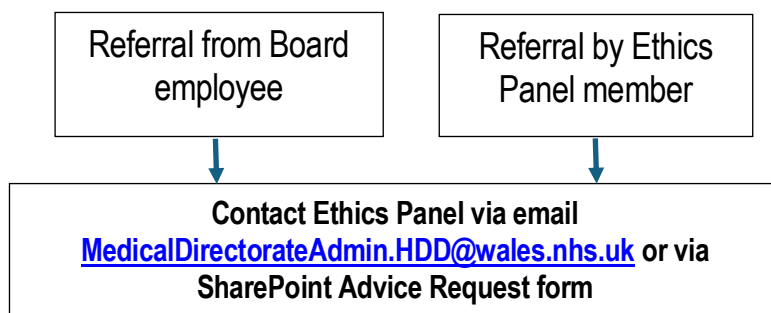 Referral from Board
employee
Referral by Ethics
Panel member
Contact Ethics Panel via email
MedicalDirectorateAdmin.HDD@wales.nhs.uk or via
SharePoint Advice Request form